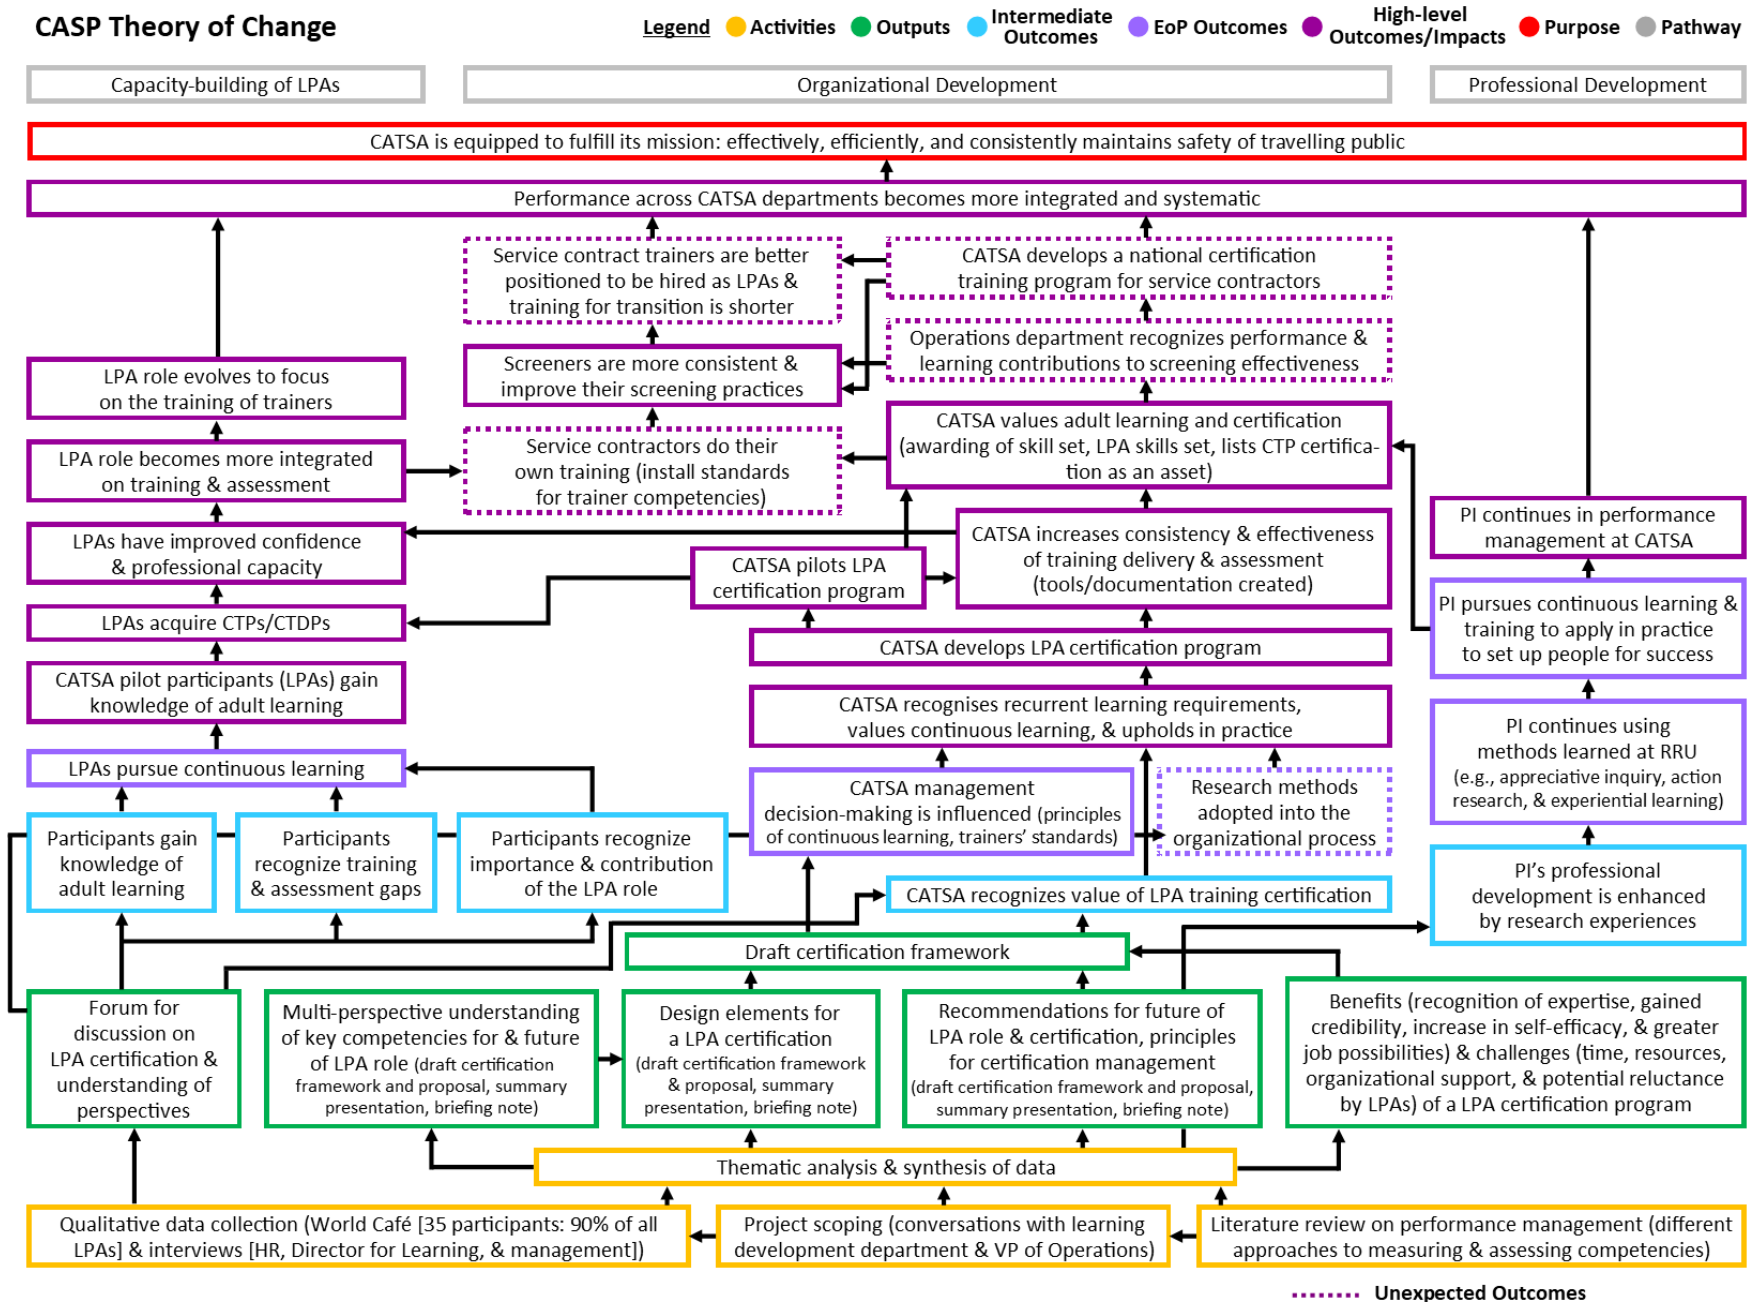 CASP Theory of Change
Legend
Activities
Outputs
Intermediate
Outcomes
EoP Outcomes
High-level
Outcomes/Impacts
Purpose
Pathway
Capacity-building of LPAs
Organizational Development
Professional Development
CATSA is equipped to fulfill its mission: effectively, efficiently, and consistently maintains safety of travelling public
Performance across CATSA departments becomes more integrated and systematic
Service contract trainers are better
positioned to be hired as LPAs &
training for transition is shorter
CATSA develops a national certification
training program for service contractors
Operations department recognizes performance &
learning contributions to screening effectiveness
Screeners are more consistent &
improve their screening practices
LPA role evolves to focus
on the training of trainers
CATSA values adult learning and certification
(awarding of skill set, LPA skills set, lists CTP certifica-
tion as an asset)
Service contractors do their
own training (install standards
for trainer competencies)
LPA role becomes more integrated
on training & assessment
PI continues in performance
management at CATSA
CATSA increases consistency & effectiveness
of training delivery & assessment
(tools/documentation created)
LPAs have improved confidence
& professional capacity
CATSA pilots LPA
certification program
PI pursues continuous learning &
training to apply in practice
to set up people for success
LPAs acquire CTPs/CTDPs
CATSA develops LPA certification program
CATSA pilot participants (LPAs) gain
knowledge of adult learning
CATSA recognises recurrent learning requirements,
values continuous learning, & upholds in practice
PI continues using
methods learned at RRU
(e.g., appreciative inquiry, action
research, & experiential learning)
LPAs pursue continuous learning
CATSA management
decision-making is influenced (principles
of continuous learning, trainers' standards)
Research methods
adopted into the
organizational process
Participants gain
knowledge of
adult learning
Participants
recognize training
& assessment gaps
Participants recognize
importance & contribution
of the LPA role
CATSA recognizes value of LPA training certification
PI's professional
development is enhanced
by research experiences
Draft certification framework
Forum for
discussion on
LPA certification &
understanding of
perspectives
Multi-perspective understanding
of key competencies for & future
of LPA role (draft certification
framework and proposal, summary
presentation, briefing note)
Design elements for
a LPA certification
(draft certification framework
& proposal, summary
presentation, briefing note)
Recommendations for future of
LPA role & certification, principles
for certification management
(draft certification framework and proposal,
summary presentation, briefing note)
Benefits (recognition of expertise, gained
credibility, increase in self-efficacy, & greater
job possibilities) & challenges (time, resources,
organizational support, & potential reluctance
by LPAs) of a LPA certification program
Thematic analysis & synthesis of data
Qualitative data collection (World Café [35 participants: 90% of all
LPAs] & interviews [HR, Director for Learning, & management])
Project scoping (conversations with learning
development department & VP of Operations)
Literature review on performance management (different
approaches to measuring & assessing competencies)
Unexpected Outcomes